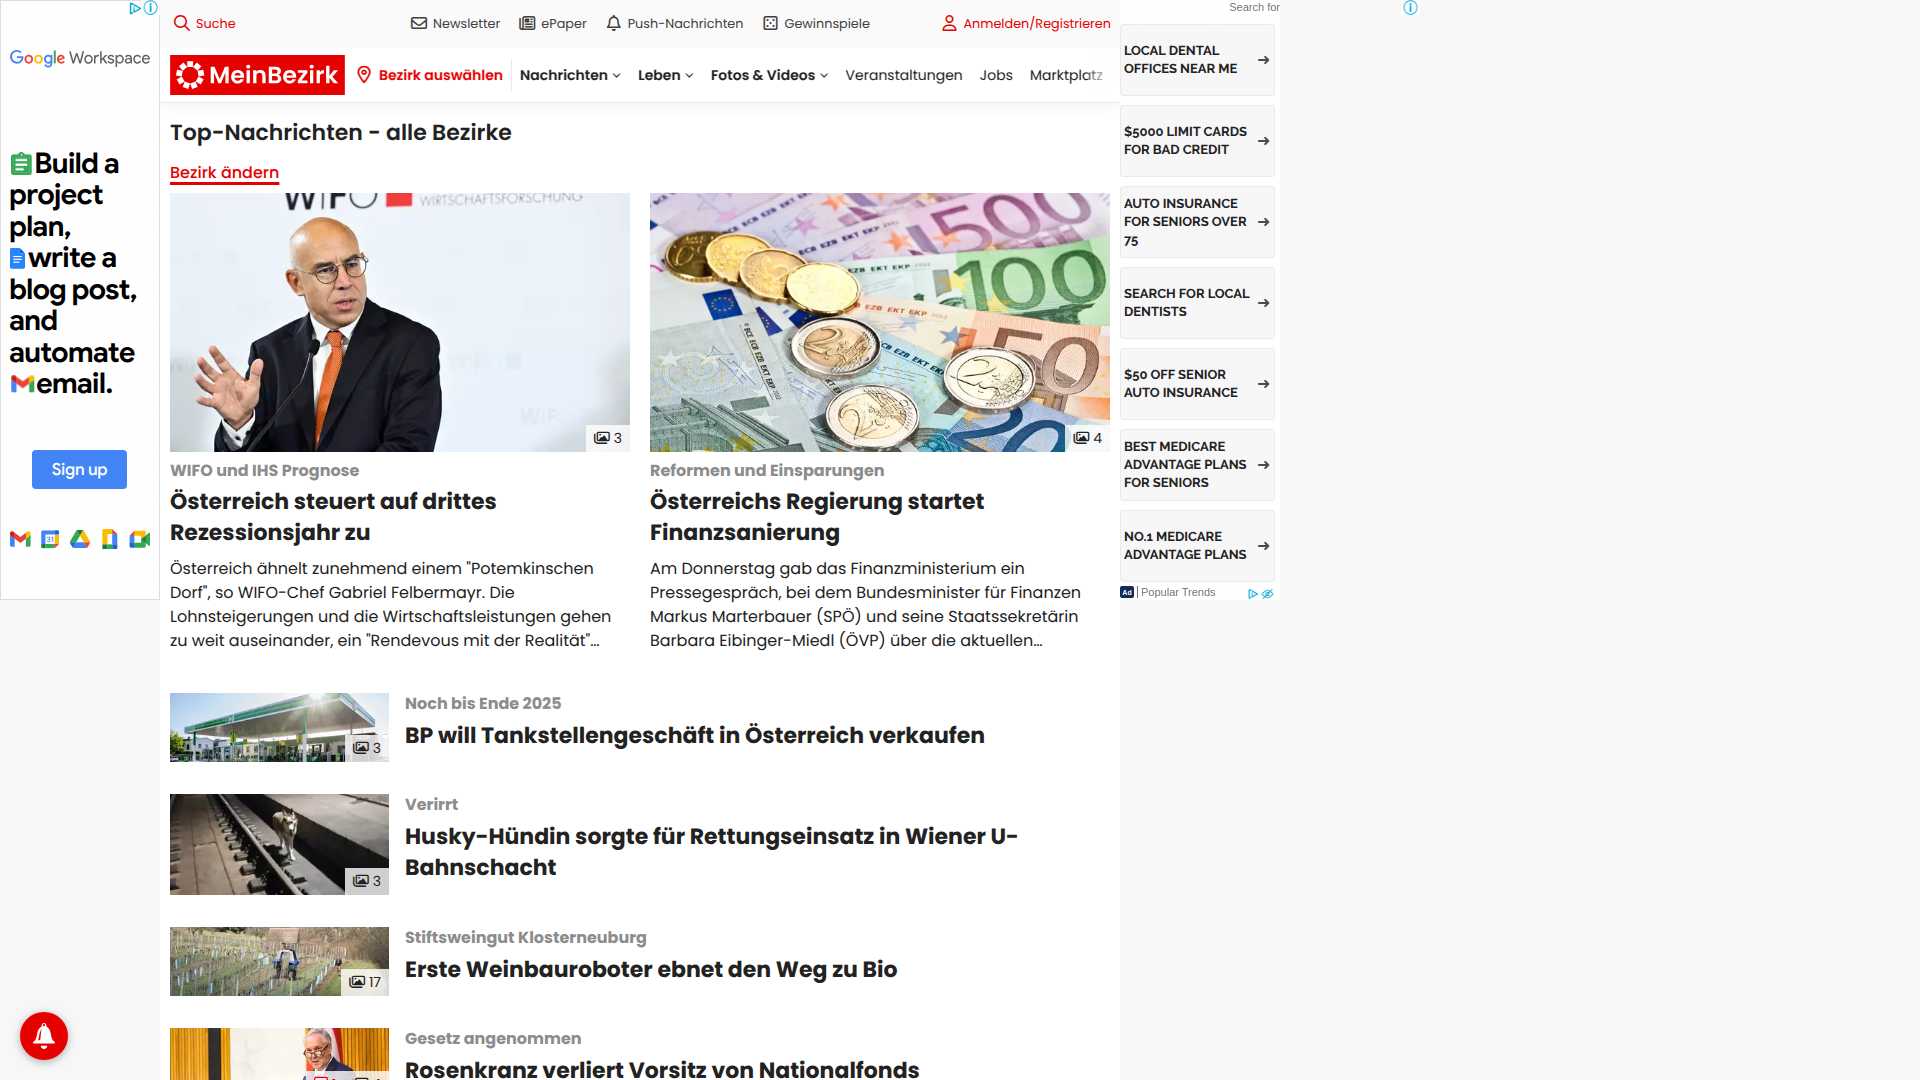 Suche
Newsletter
ePaper
Push-Nachrichten
Gewinnspiele
Anmelden/Registrieren
MeinBezirk
Bezirk auswählen
Nachrichten
Leben
Fotos & Videos
Veranstaltungen
Jobs
Marktplatz
Google Workspace
Build a
project
plan,
write a
blog post,
and
automate
email.
Sign up
31
Top-Nachrichten - alle Bezirke
Bezirk ändern
WIFO
WIRTSCHAFTSFORSCHUNG
3
WIFO und IHS Prognose
Österreich steuert auf drittes
Rezessionsjahr zu
Österreich ähnelt zunehmend einem "Potemkinschen
Dorf", so WIFO-Chef Gabriel Felbermayr. Die
Lohnsteigerungen und die Wirtschaftsleistungen gehen
zu weit auseinander, ein "Rendevous mit der Realität"...
500
100
50
20
4
Reformen und Einsparungen
Österreichs Regierung startet
Finanzsanierung
Am Donnerstag gab das Finanzministerium ein
Pressegespräch, bei dem Bundesminister für Finanzen
Markus Marterbauer (SPÖ) und seine Staatssekretärin
Barbara Eibinger-Miedl (ÖVP) über die aktuellen...
3
Noch bis Ende 2025
BP will Tankstellengeschäft in Österreich verkaufen
3
Verirrt
Husky-Hündin sorgte für Rettungseinsatz in Wiener U-
Bahnschacht
17
Stiftsweingut Klosterneuburg
Erste Weinbauroboter ebnet den Weg zu Bio
Gesetz angenommen
Rosenkranz verliert Vorsitz von Nationalfonds
Search for
LOCAL DENTAL
OFFICES NEAR ME
$5000 LIMIT CARDS
FOR BAD CREDIT
AUTO INSURANCE
FOR SENIORS OVER
75
SEARCH FOR LOCAL
DENTISTS
$50 OFF SENIOR
AUTO INSURANCE
BEST MEDICARE
ADVANTAGE PLANS
FOR SENIORS
NO.1 MEDICARE
ADVANTAGE PLANS
Ad | Popular Trends